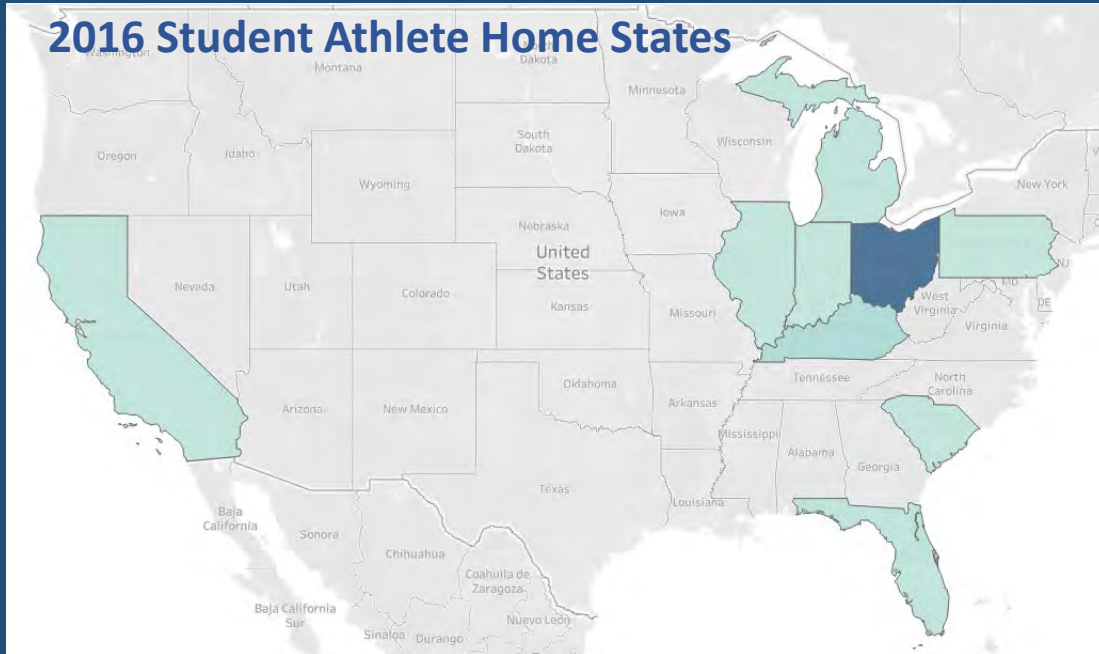 2016 Student Athlete Home States
Washington
North
Dakota
Montana
Minnesota
Oregon
Idaho
South
Dakota
Wisconsin
Wyoming
New York
Iowa
Nebraska
United
States
Nevada
Utah
Colorado
Kansas
Missouri
West
Virginia
MD
NJ
DE
Virginia
Arizona
New Mexico
Oklahoma
Arkansas
Tennessee
North
Carolina
Mississippi
Alabama
Georgia
Texas
Louisiana
Baja
California
Sonora
Chihuahua
Coahuila de
Zaragoza
Baja California
Sur
Nuevo León
Sinaloa
Durango